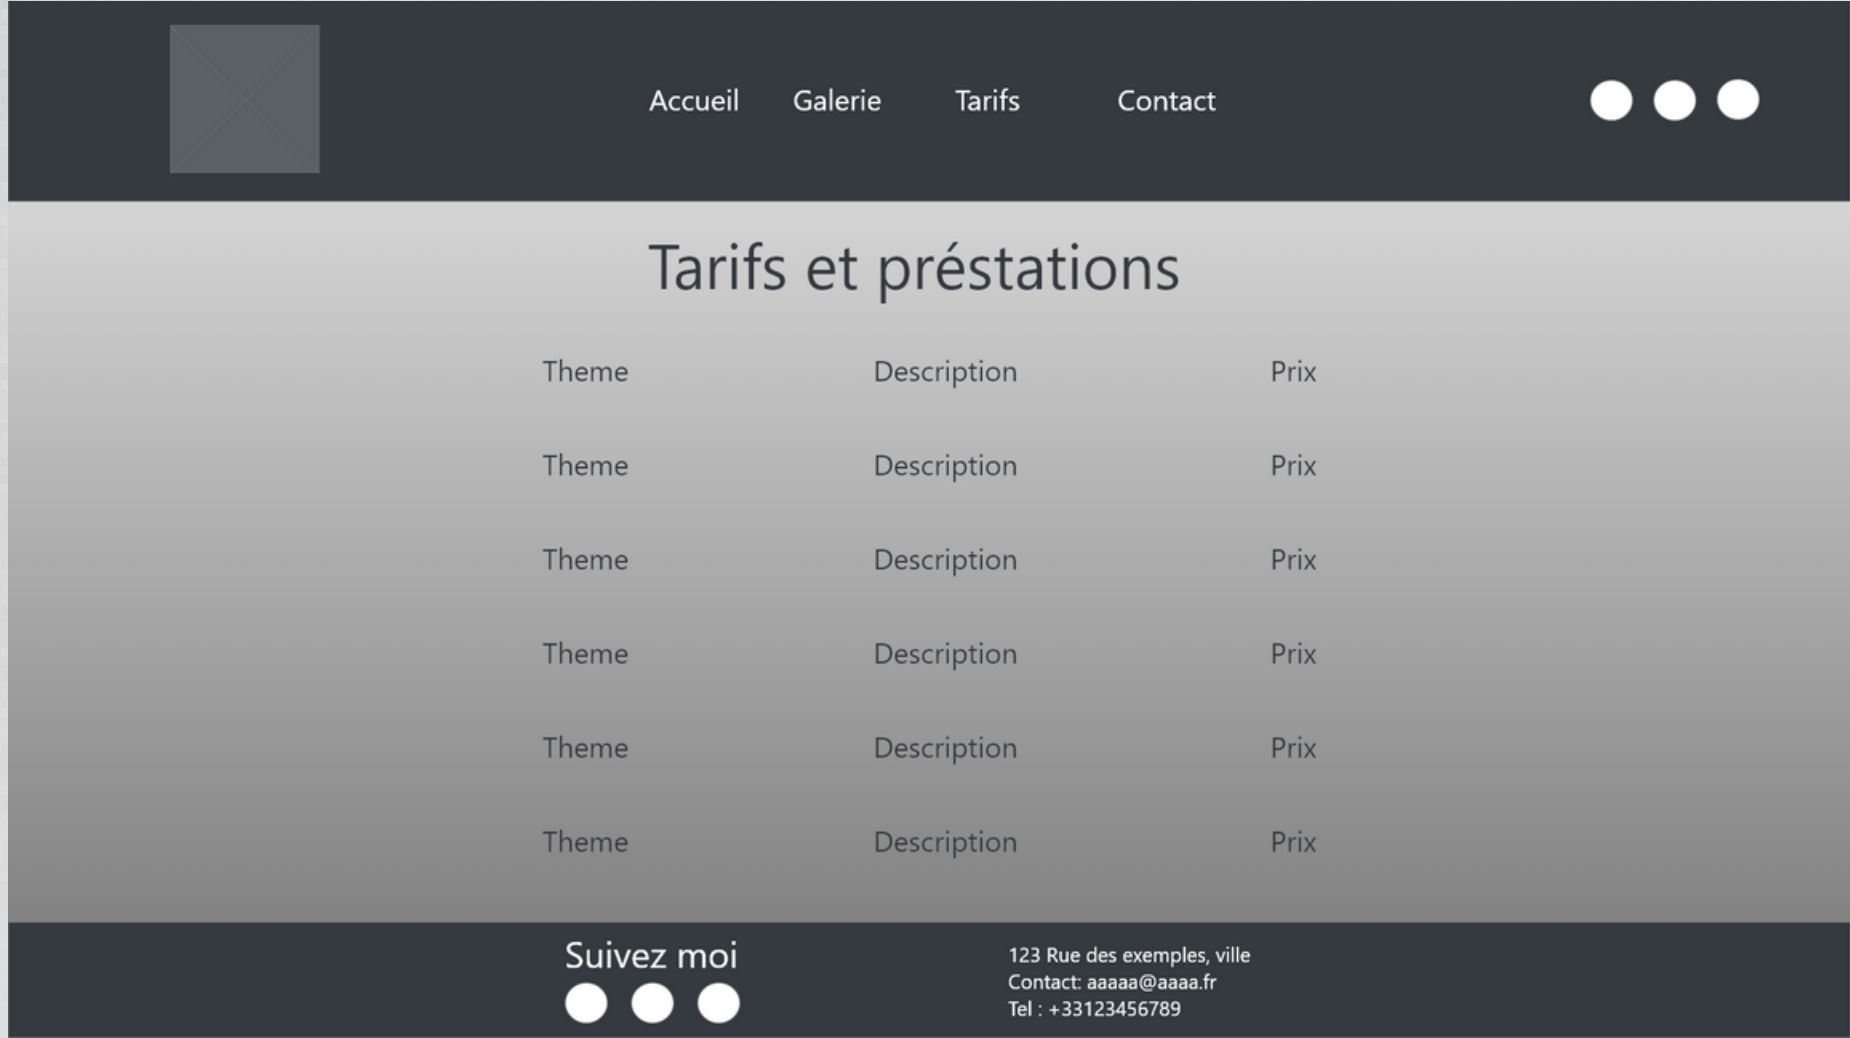 Accueil Galerie Tarifs Contact
Tarifs et préstations
Theme Description Prix
Theme Description Prix
Theme Description Prix
Theme Description Prix
Theme Description Prix
Theme Description Prix
Suivez moi
123 Rue des exemples, ville
Contact: aaaaa@aaaa.fr
Tel : +33123456789